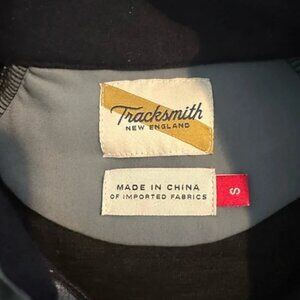 Tracksmith
NEW ENGLAND
MADE IN CHINA
OF IMPORTED FABRICS
S